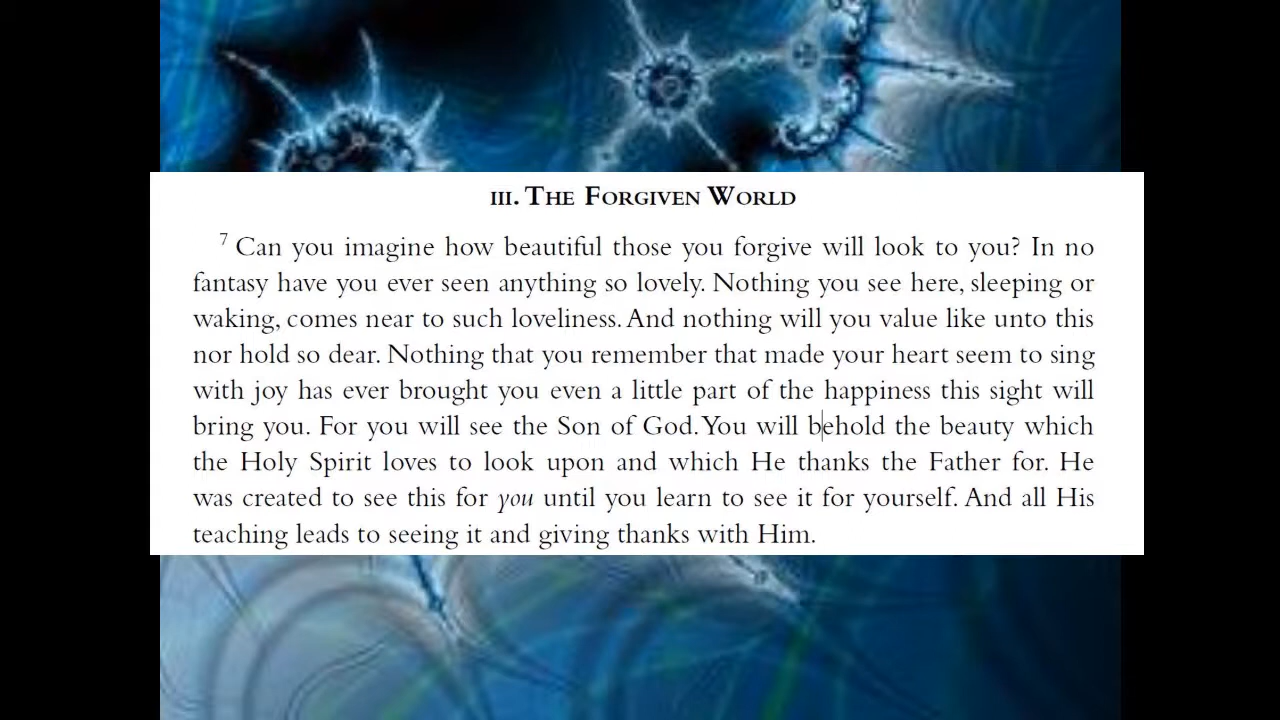 III. THE FORGIVEN WORLD
7 Can you imagine how beautiful those you forgive will look to you? In no
fantasy have you ever seen anything so lovely. Nothing you see here, sleeping or
waking, comes near to such loveliness. And nothing will you value like unto this
nor hold so dear. Nothing that you remember that made your heart seem to sing
with joy has ever brought you even a little part of the happiness this sight will
bring you. For you will see the Son of God. You will behold the beauty which
the Holy Spirit loves to look upon and which He thanks the Father for. He
was created to see this for you until you learn to see it for yourself. And all His
teaching leads to seeing it and giving thanks with Him.